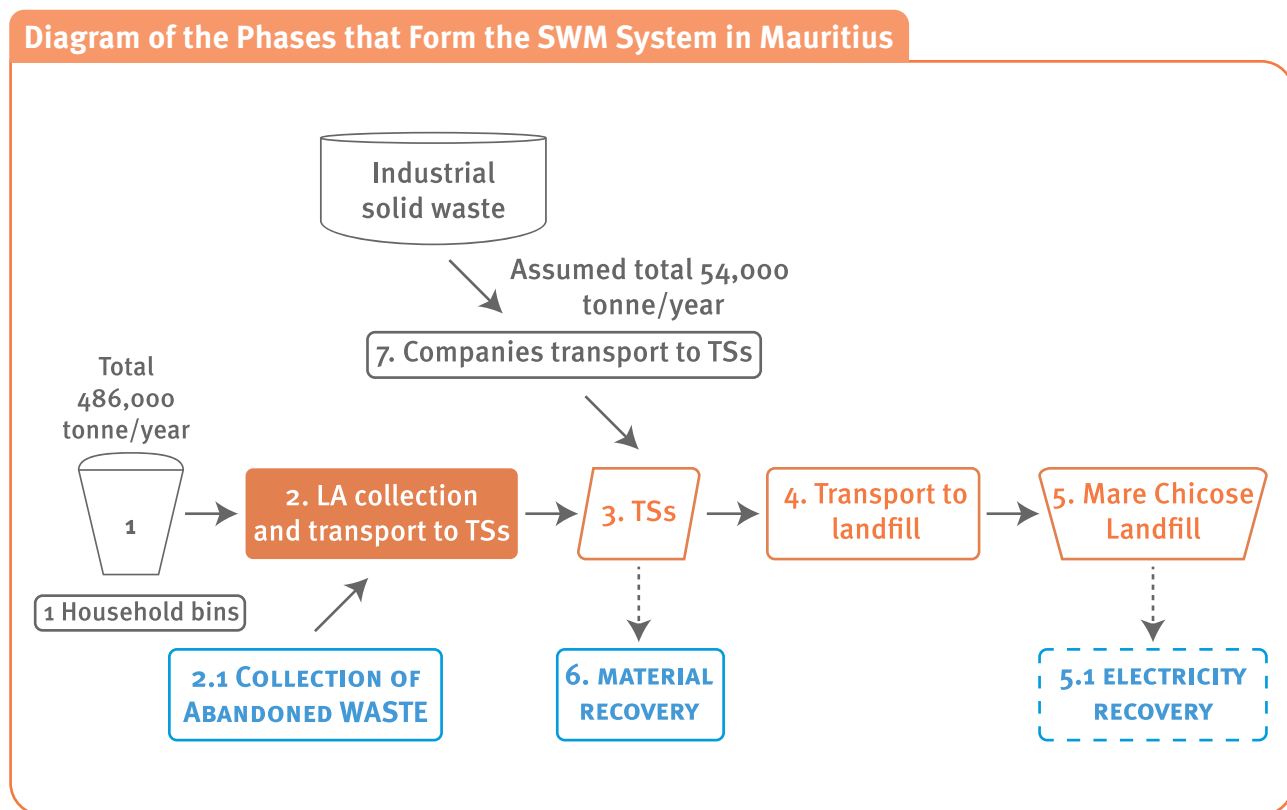 Diagram of the Phases that Form the SWM System in Mauritius
Industrial
solid waste
Assumed total 54,000
tonne/year
7. Companies transport to TSs
Total
486,000
tonne/year
1
2. LA collection
and transport to TSs
3. TSs
4. Transport to
landfill
5. Mare Chicose
Landfill
1 Household bins
2.1 COLLECTION OF
ABANDONED WASTE
6. MATERIAL
RECOVERY
5.1 ELECTRICITY
RECOVERY